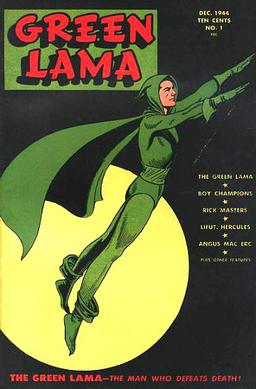 GREEN
LAMA
DEC. 1944
TEN CENTS
NO. 1
THE GREEN LAMA
BOY CHAMPIONS
RICK MASTERS
LIEUT. HERCULES
ANGUS MAC ERC
PLUS OTHER FEATURES
THE GREEN LAMA—THE MAN WHO DEFEATS DEATH!